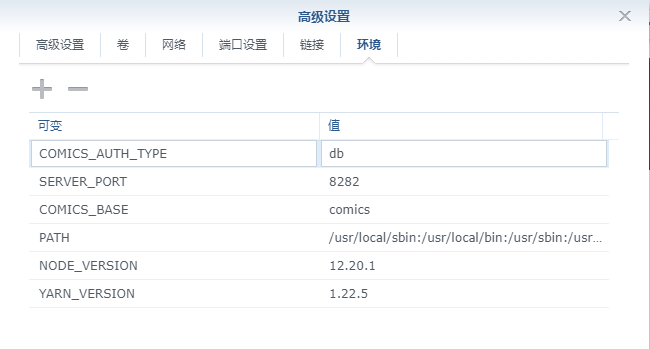 高级设置
高级设置 卷 网络 端口设置 链接 环境
可变 值
COMICS_AUTH_TYPE db
SERVER_PORT 8282
COMICS_BASE comics
PATH /usr/local/sbin:/usr/local/bin:/usr/sbin:/usr...
NODE_VERSION 12.20.1
YARN_VERSION 1.22.5